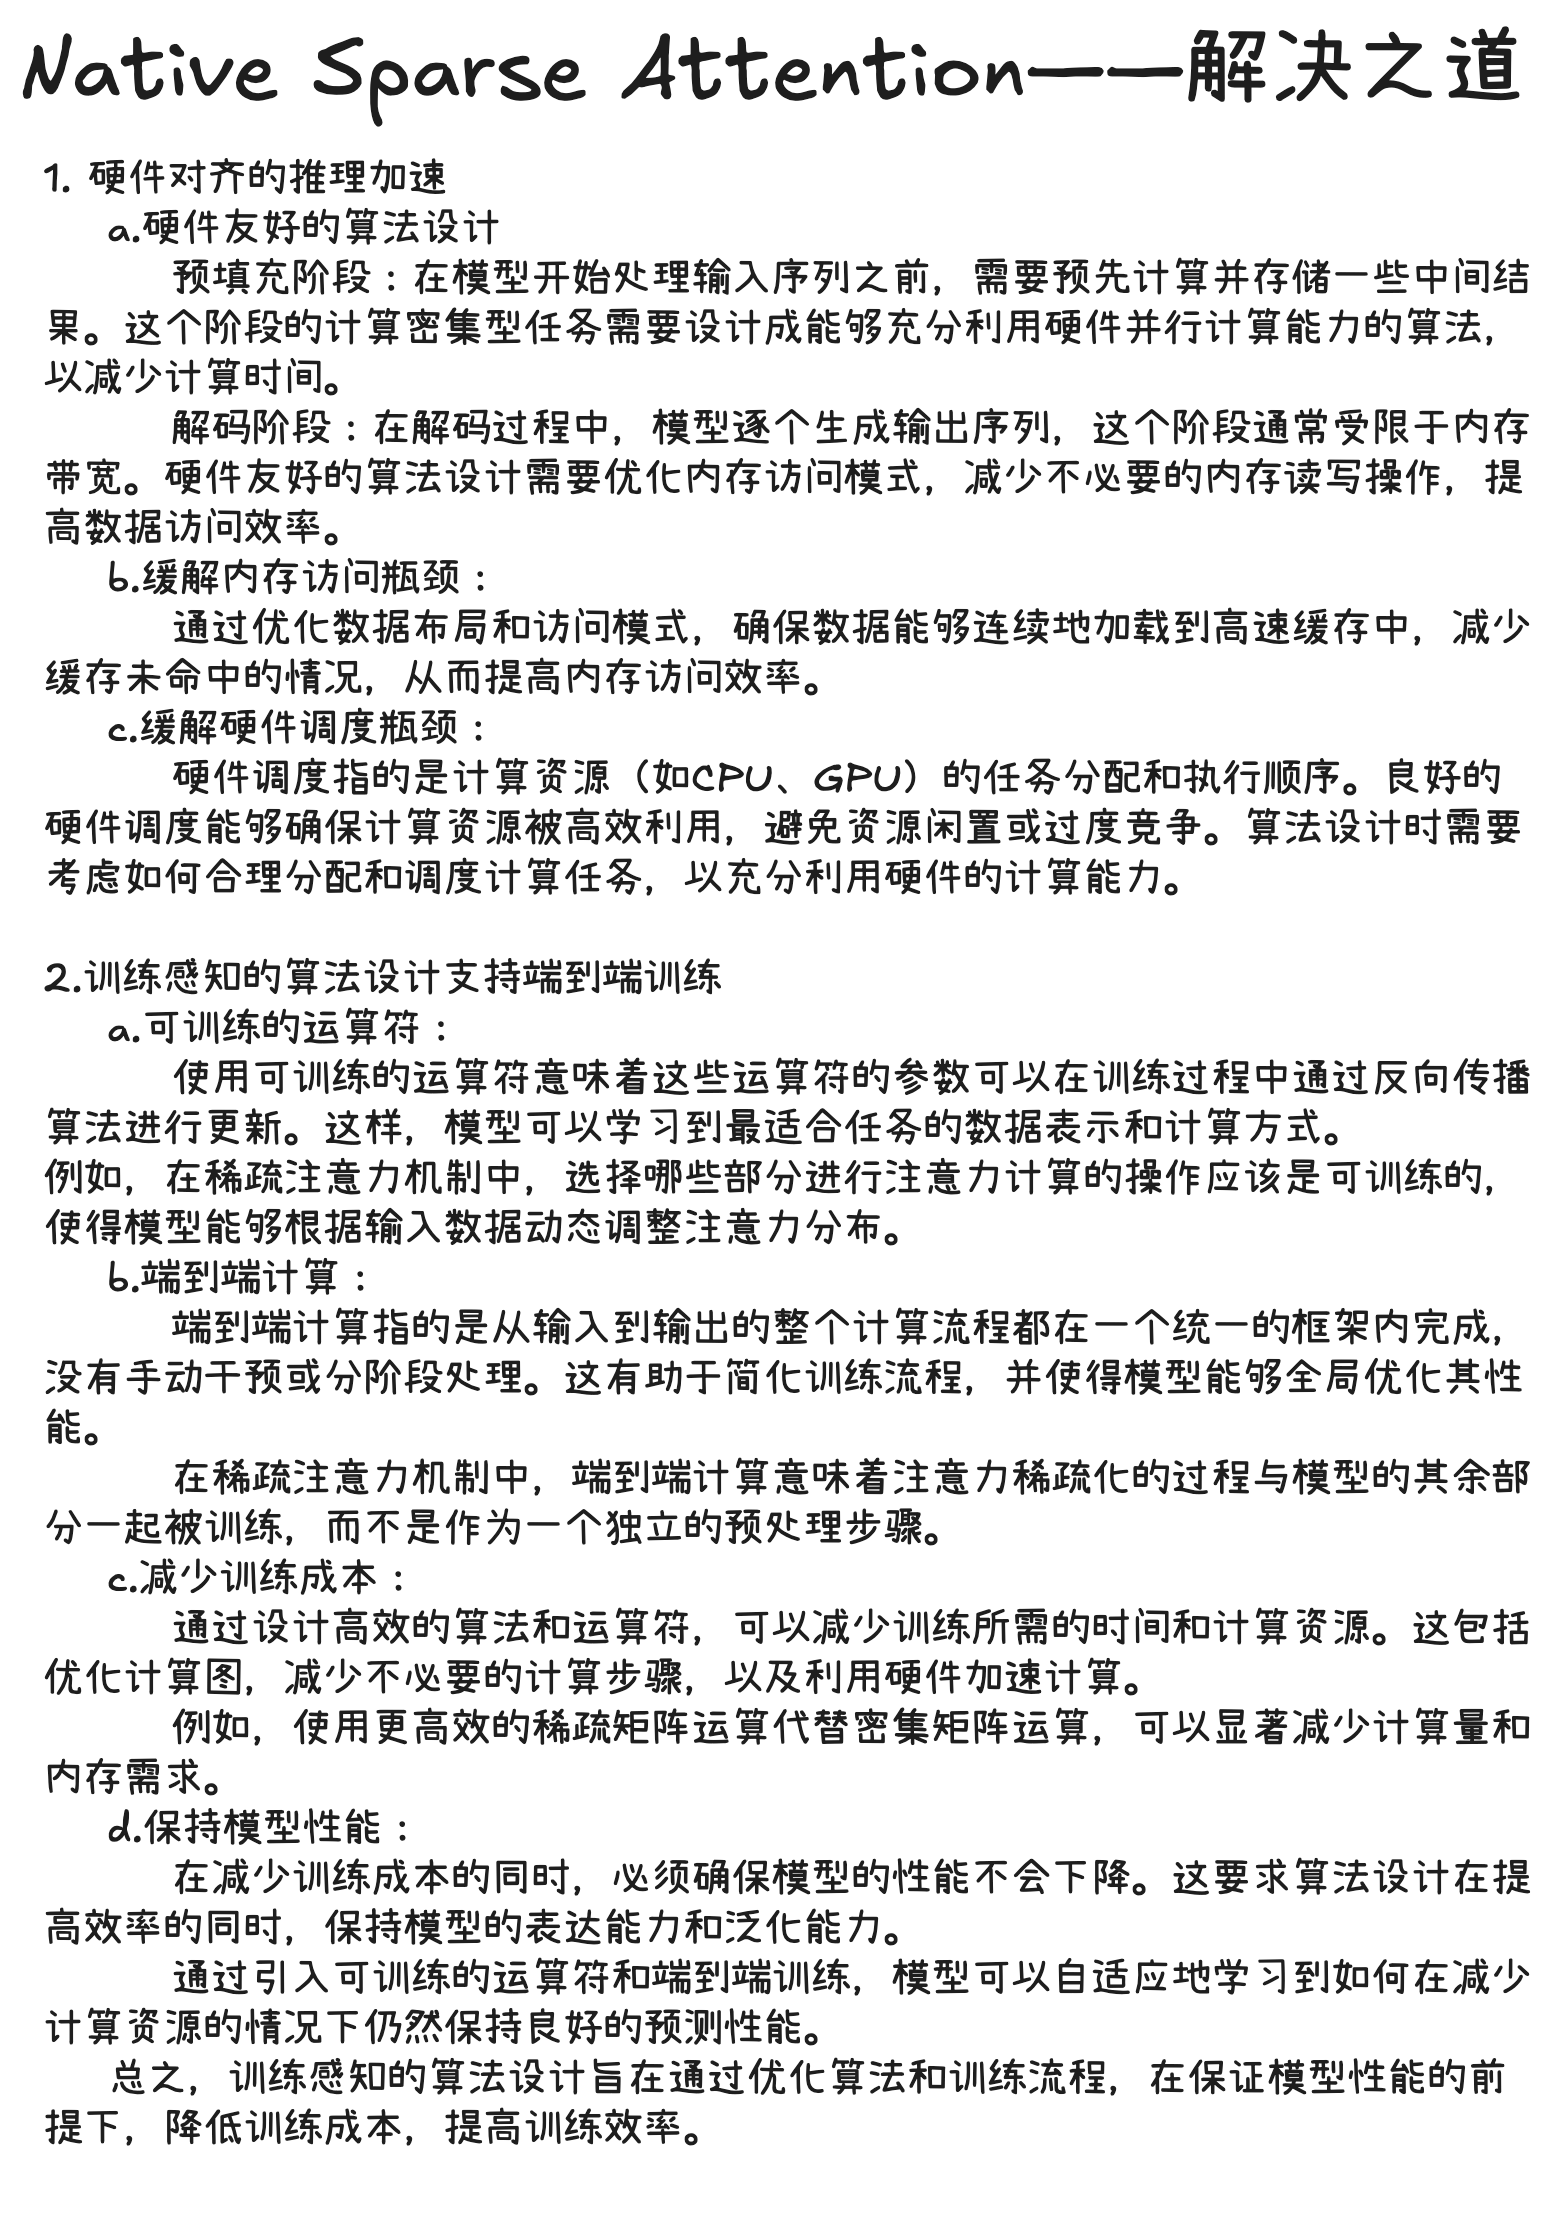 Native Sparse Attention——解决之道
1. 硬件对齐的推理加速
a.硬件友好的算法设计
预填充阶段：在模型开始处理输入序列之前，需要预先计算并存储一些中间结
果。这个阶段的计算密集型任务需要设计成能够充分利用硬件并行计算能力的算法，
以减少计算时间。
解码阶段：在解码过程中，模型逐个生成输出序列，这个阶段通常受限于内存
带宽。硬件友好的算法设计需要优化内存访问模式，减少不必要的内存读写操作，提
高数据访问效率。
b.缓解内存访问瓶颈：
通过优化数据布局和访问模式，确保数据能够连续地加载到高速缓存中，减少
缓存未命中的情况，从而提高内存访问效率。
c.缓解硬件调度瓶颈：
硬件调度指的是计算资源（如CPU、GPU）的任务分配和执行顺序。良好的
硬件调度能够确保计算资源被高效利用，避免资源闲置或过度竞争。算法设计时需要
考虑如何合理分配和调度计算任务，以充分利用硬件的计算能力。
2.训练感知的算法设计支持端到端训练
a.可训练的运算符：
使用可训练的运算符意味着这些运算符的参数可以在训练过程中通过反向传播
算法进行更新。这样，模型可以学习到最适合任务的数据表示和计算方式。
例如，在稀疏注意力机制中，选择哪些部分进行注意力计算的操作应该是可训练的，
使得模型能够根据输入数据动态调整注意力分布。
b.端到端计算：
端到端计算指的是从输入到输出的整个计算流程都在一个统一的框架内完成，
没有手动干预或分阶段处理。这有助于简化训练流程，并使得模型能够全局优化其性
能。
在稀疏注意力机制中，端到端计算意味着注意力稀疏化的过程与模型的其余部
分一起被训练，而不是作为一个独立的预处理步骤。
c.减少训练成本：
通过设计高效的算法和运算符，可以减少训练所需的时间和计算资源。这包括
优化计算图，减少不必要的计算步骤，以及利用硬件加速计算。
例如，使用更高效的稀疏矩阵运算代替密集矩阵运算，可以显著减少计算量和
内存需求。
d.保持模型性能：
在减少训练成本的同时，必须确保模型的性能不会下降。这要求算法设计在提
高效率的同时，保持模型的表达能力和泛化能力。
通过引入可训练的运算符和端到端训练，模型可以自适应地学习到如何在减少
计算资源的情况下仍然保持良好的预测性能。
总之，训练感知的算法设计旨在通过优化算法和训练流程，在保证模型性能的前
提下，降低训练成本，提高训练效率。